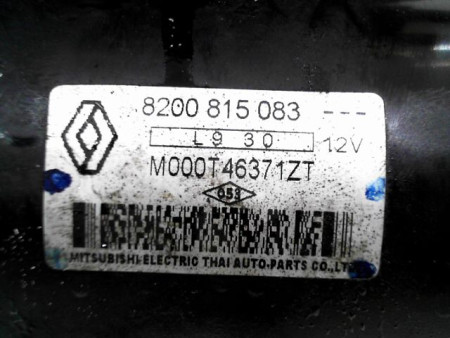 8200 815 083 ---
L9 30 12V
M000T46371ZT
053
MITSUBISHI ELECTRIC THAI AUTO-PARTS CO.,LTD